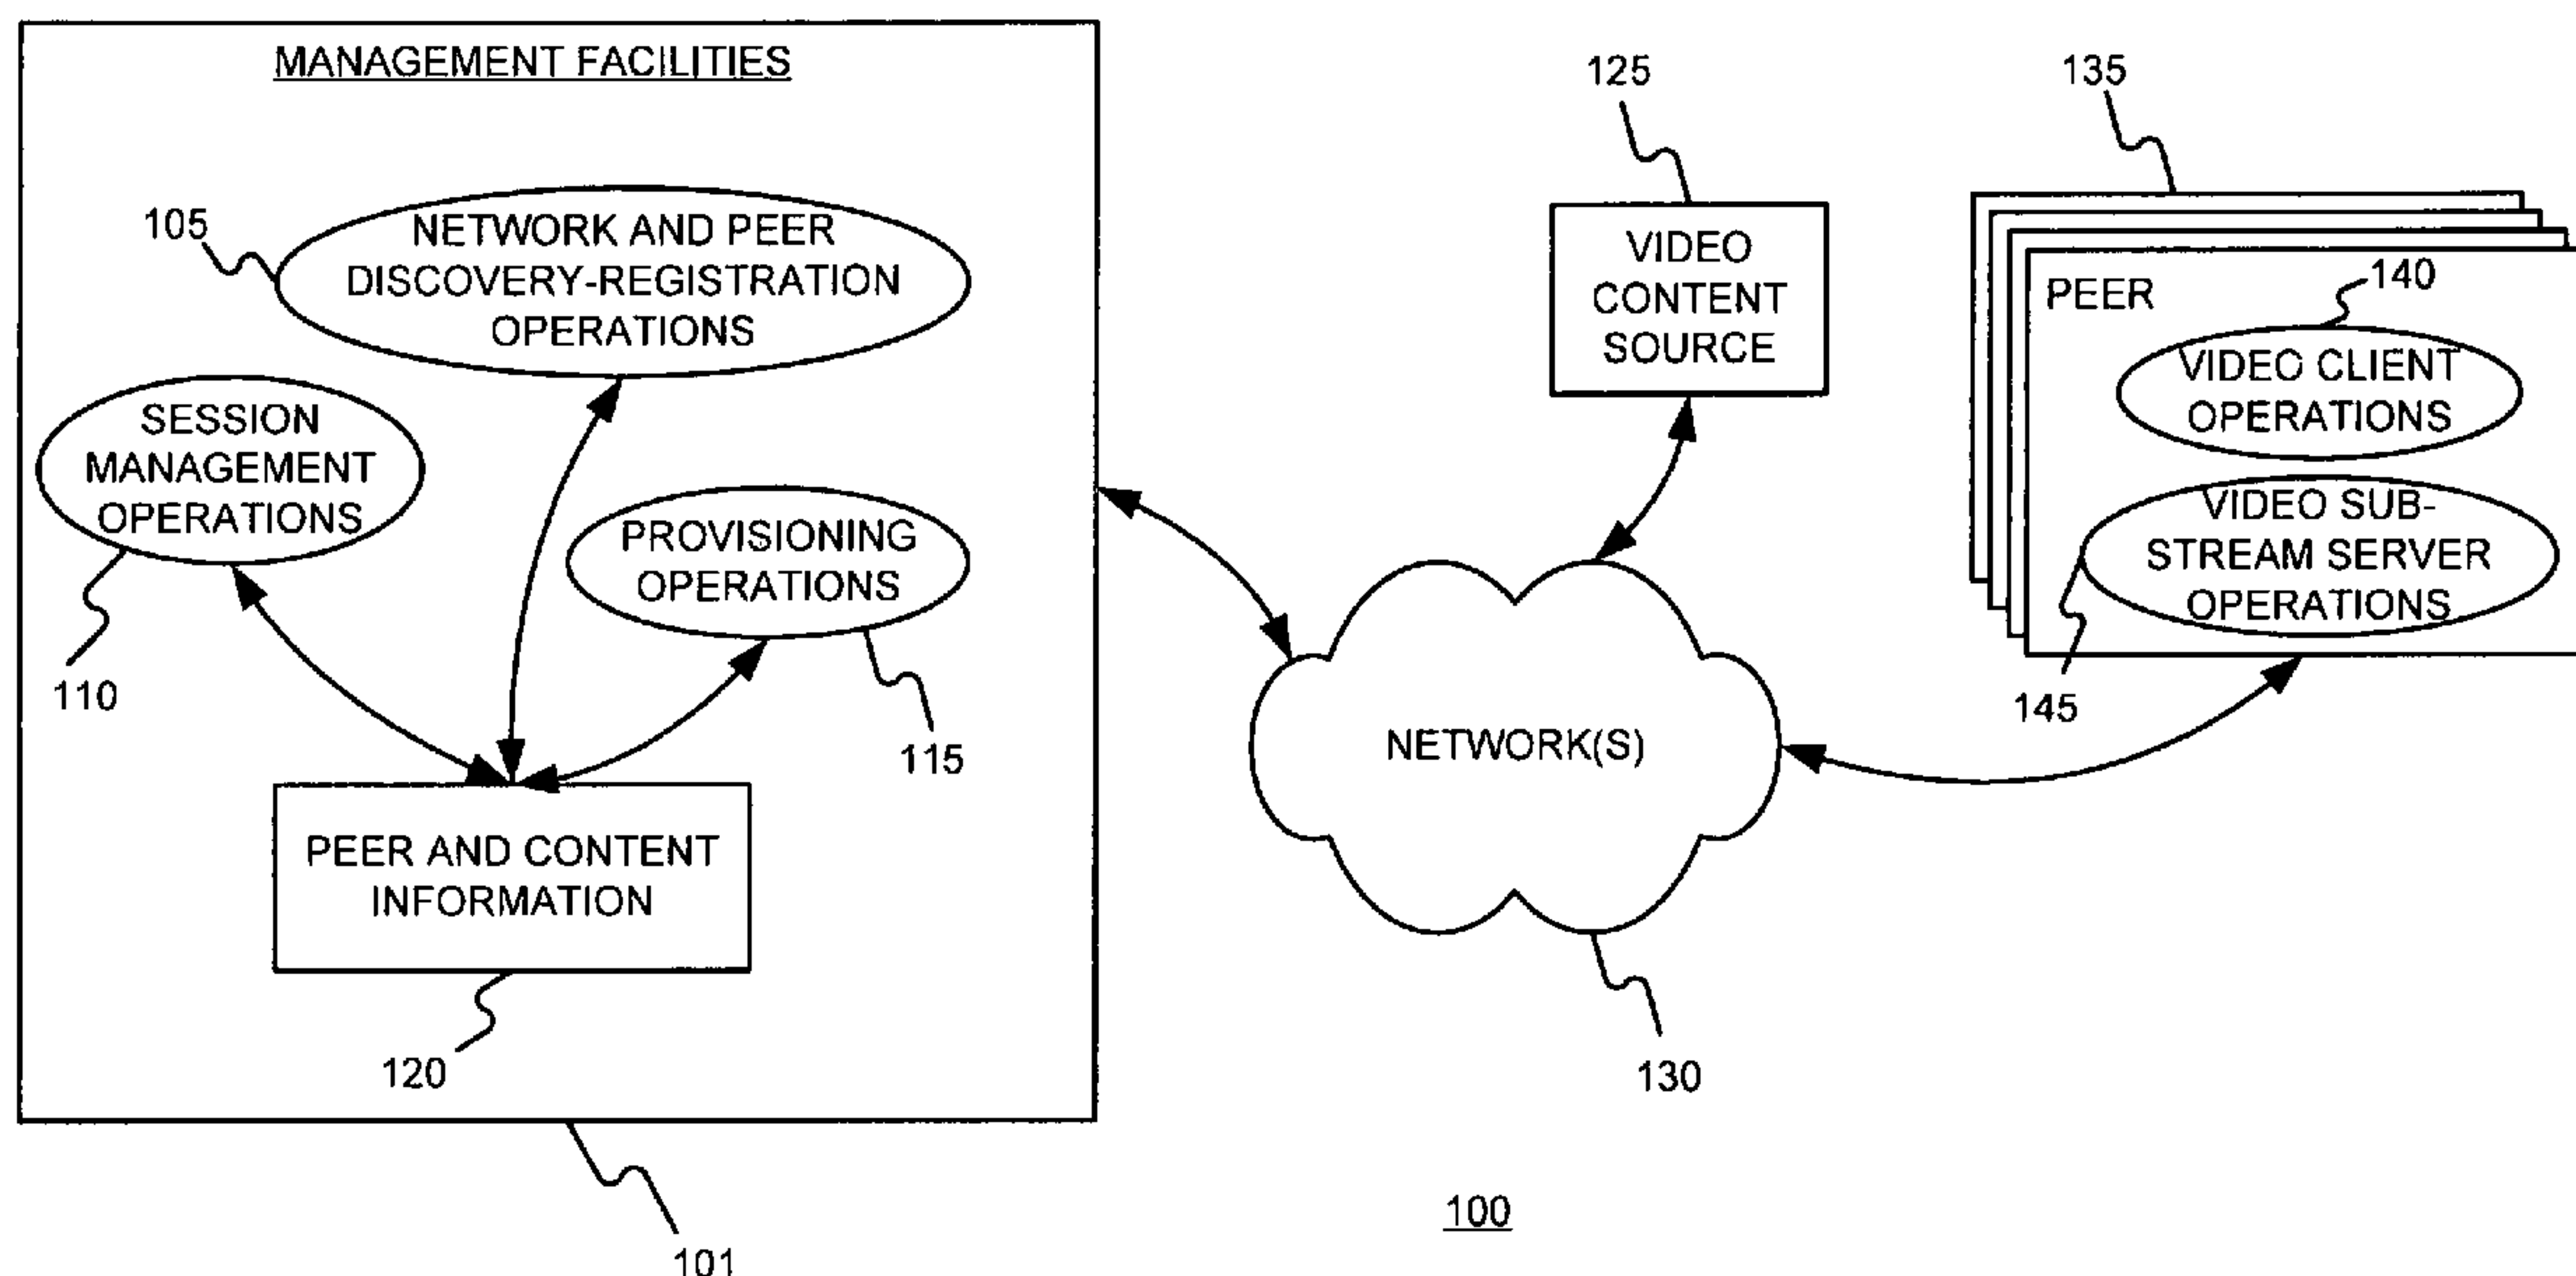 MANAGEMENT FACILITIES
105
NETWORK AND PEER
DISCOVERY-REGISTRATION
OPERATIONS
SESSION
MANAGEMENT
OPERATIONS
110
PROVISIONING
OPERATIONS
115
PEER AND CONTENT
INFORMATION
120
101
125
VIDEO
CONTENT
SOURCE
NETWORK(S)
130
135
PEER
140
VIDEO CLIENT
OPERATIONS
VIDEO SUB-
STREAM SERVER
OPERATIONS
145
100